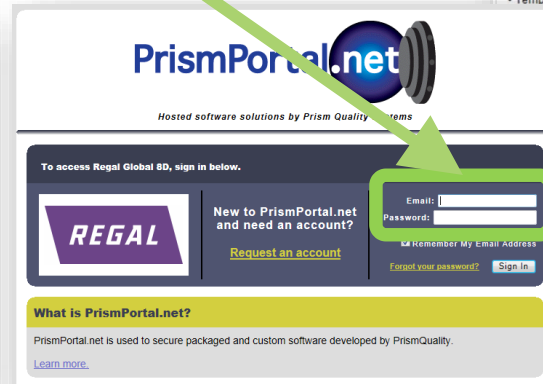 PrismPortal.net
Hosted software solutions by Prism Quality
To access Regal Global 8D, sign in below.
REGAL
New to PrismPortal.net
and need an account?
Request an account
Email:
Password:
Remember My Email Address
Forgot your password?
Sign In
What is PrismPortal.net?
PrismPortal.net is used to secure packaged and custom software developed by PrismQuality.
Learn more.